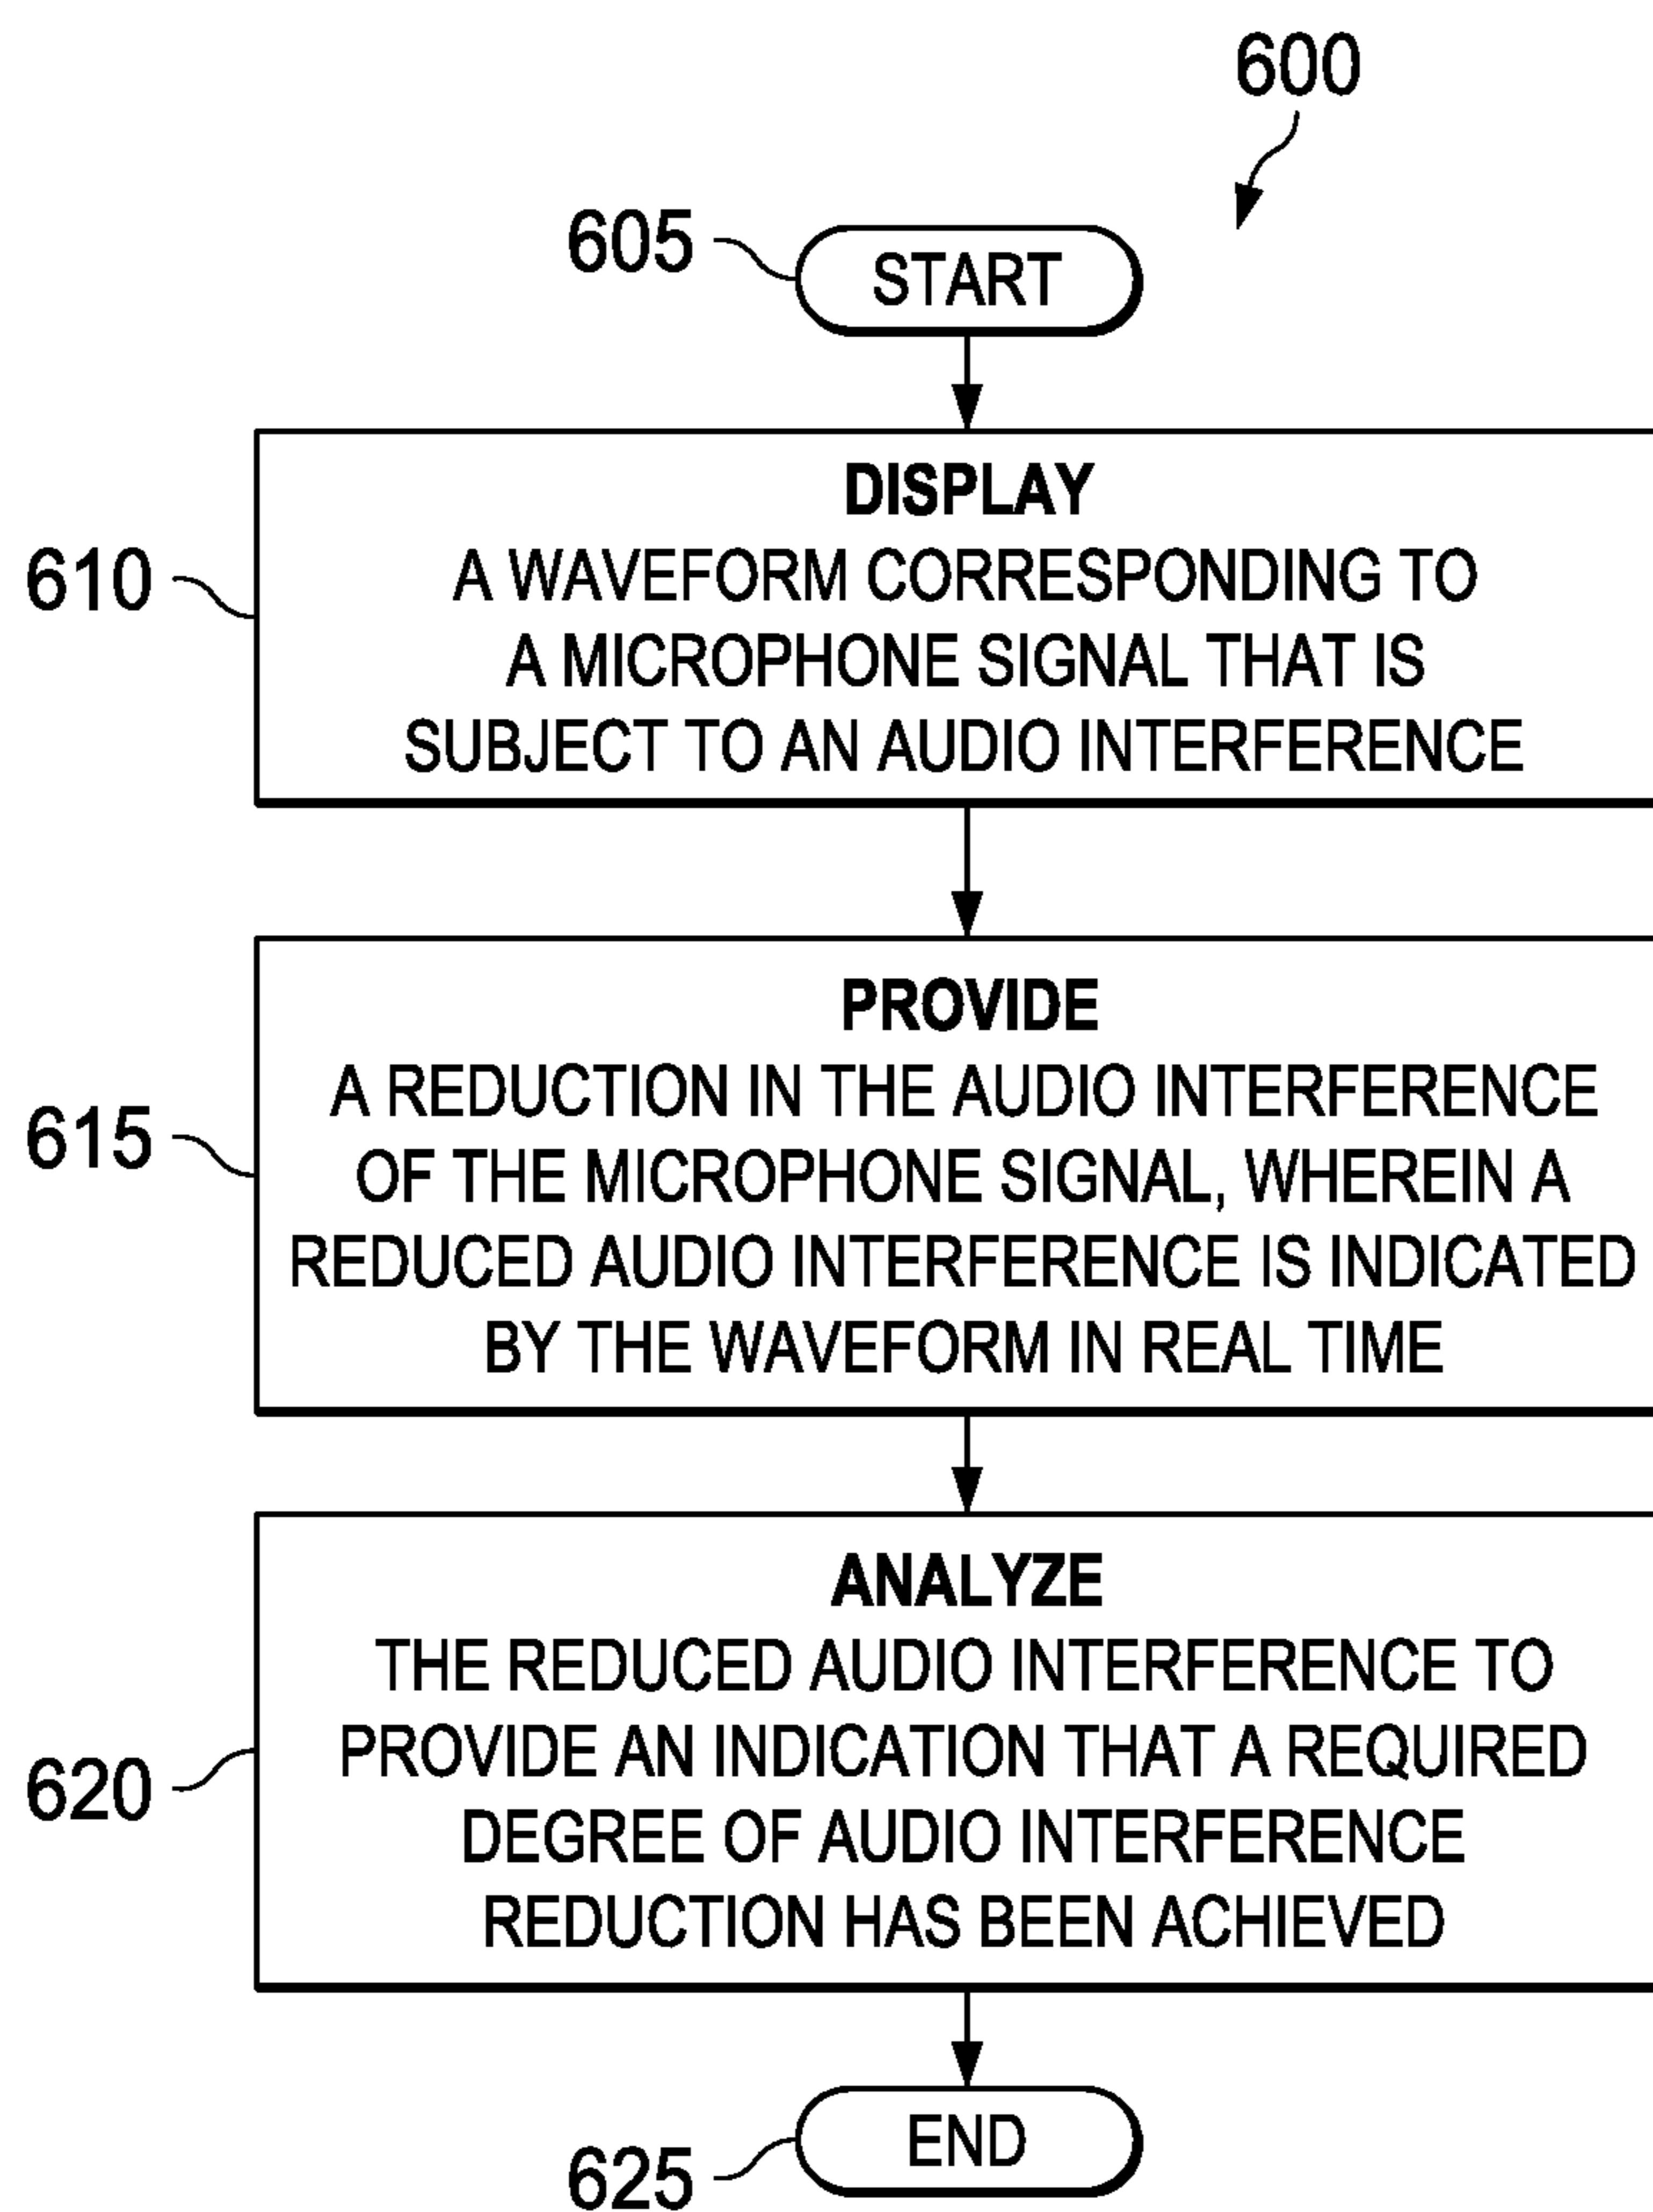 600
605
START
DISPLAY
610
A WAVEFORM CORRESPONDING TO
A MICROPHONE SIGNAL THAT IS
SUBJECT TO AN AUDIO INTERFERENCE
PROVIDE
A REDUCTION IN THE AUDIO INTERFERENCE
615
OF THE MICROPHONE SIGNAL, WHEREIN A
REDUCED AUDIO INTERFERENCE IS INDICATED
BY THE WAVEFORM IN REAL TIME
ANALYZE
THE REDUCED AUDIO INTERFERENCE TO
PROVIDE AN INDICATION THAT A REQUIRED
620
DEGREE OF AUDIO INTERFERENCE
REDUCTION HAS BEEN ACHIEVED
END
625